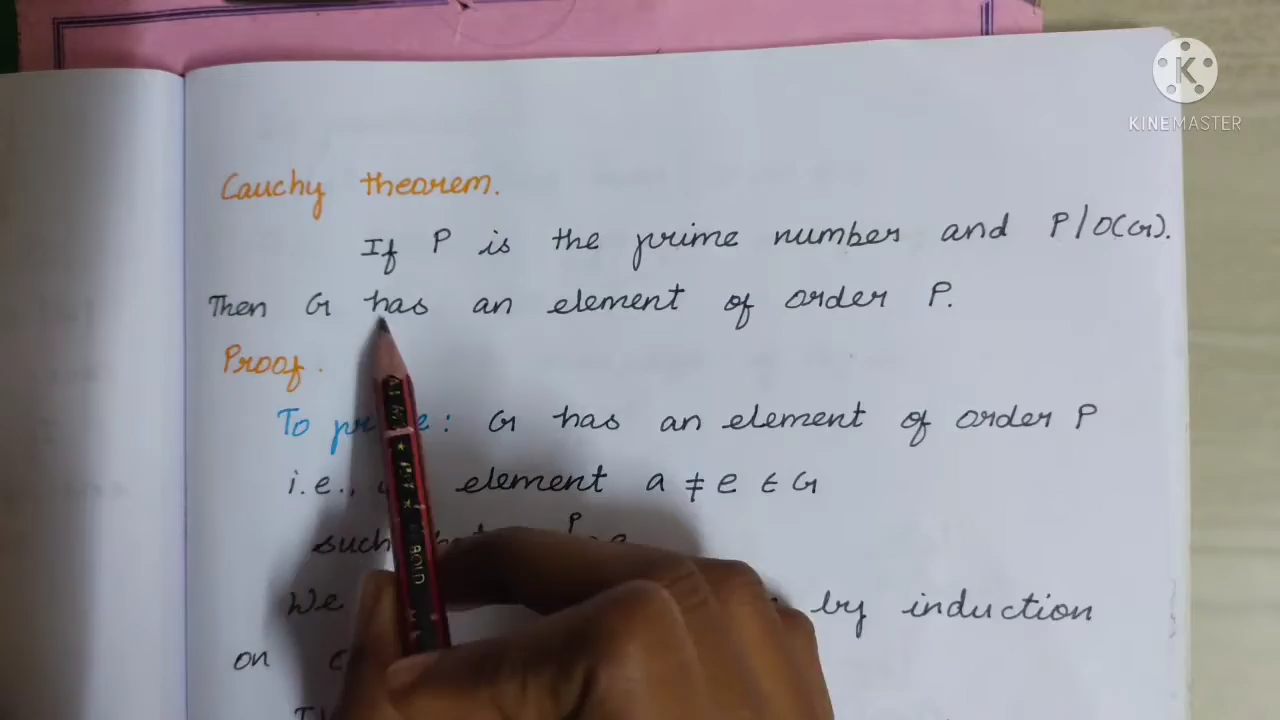 KINEMASTER
Cauchy theorem.
If P is the prime number and P/O(G).
Then G has an element of order P.
Proof.
To : G has an element of order P
i.e., element a ≠ e ∈ G
such
We by induction
on
BOLD